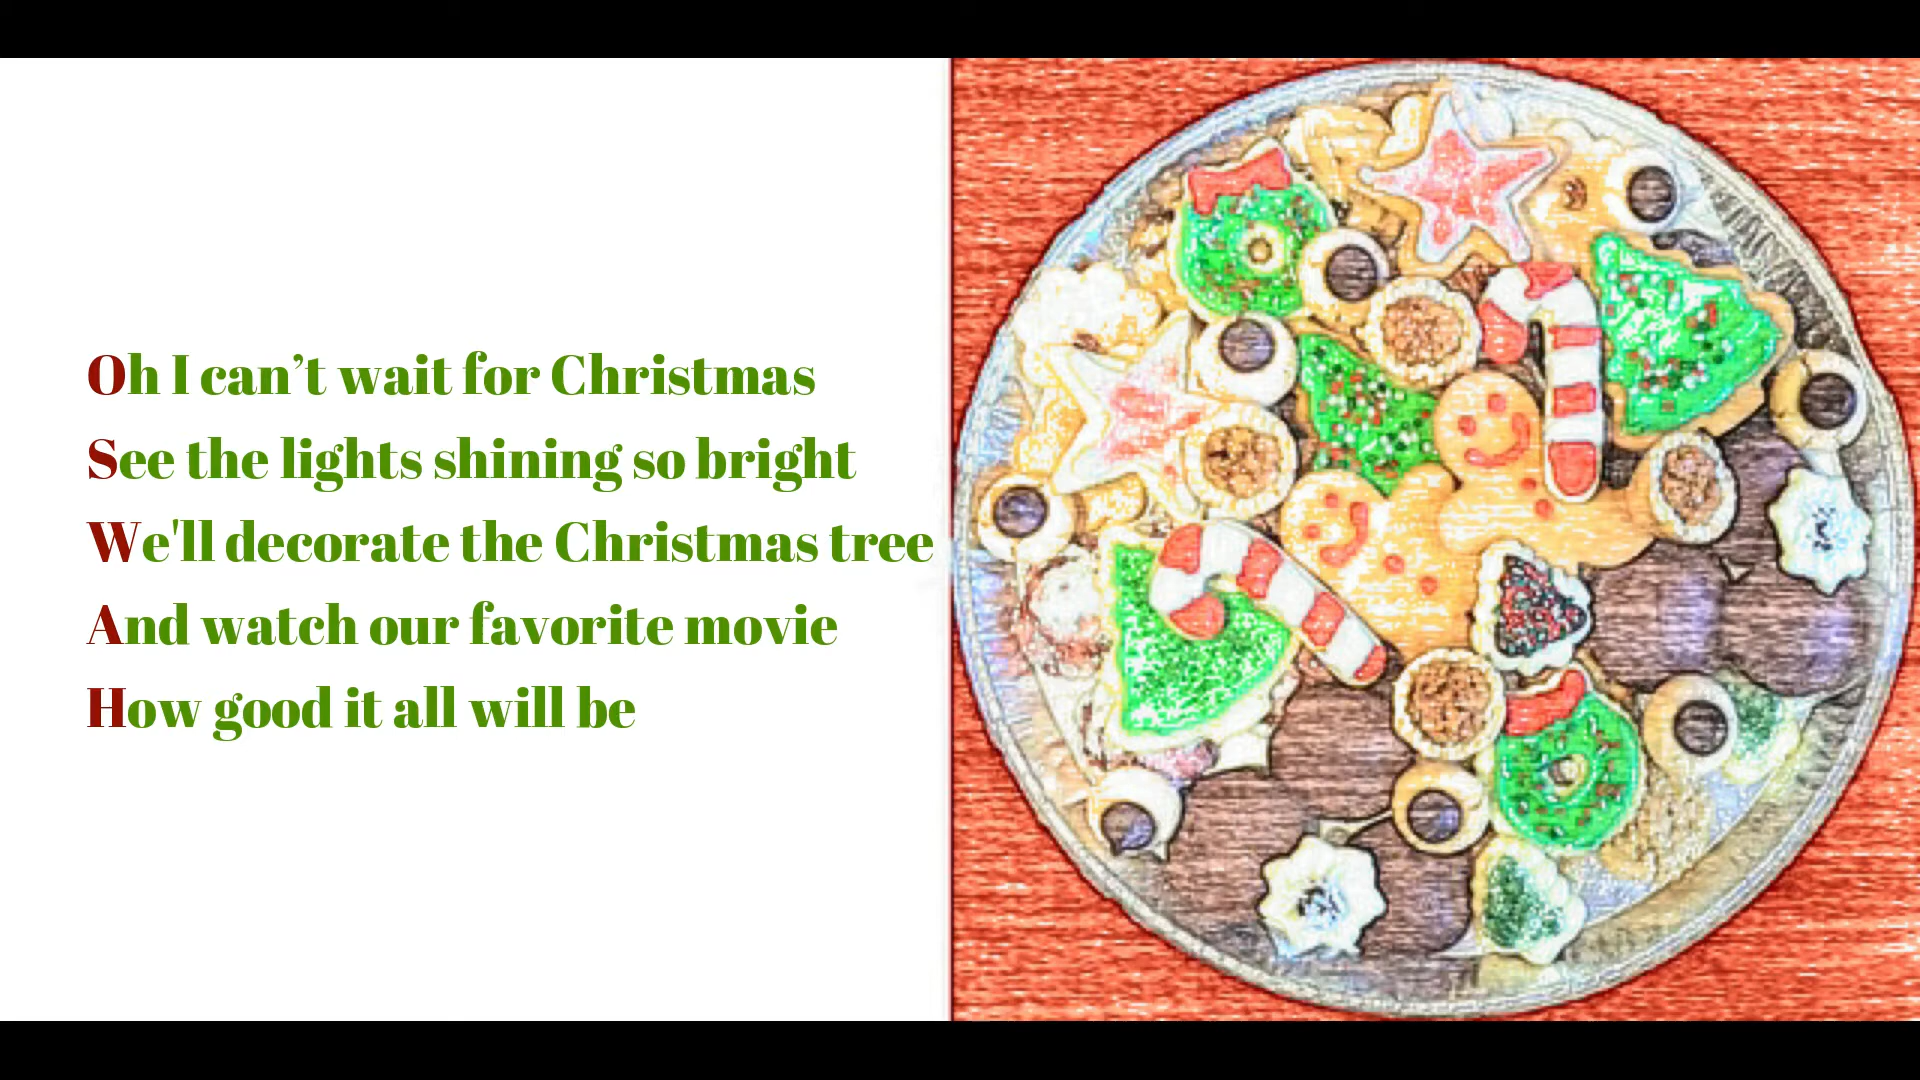 Oh I can’t wait for Christmas
See the lights shining so bright
We'll decorate the Christmas tree
And watch our favorite movie
How good it all will be